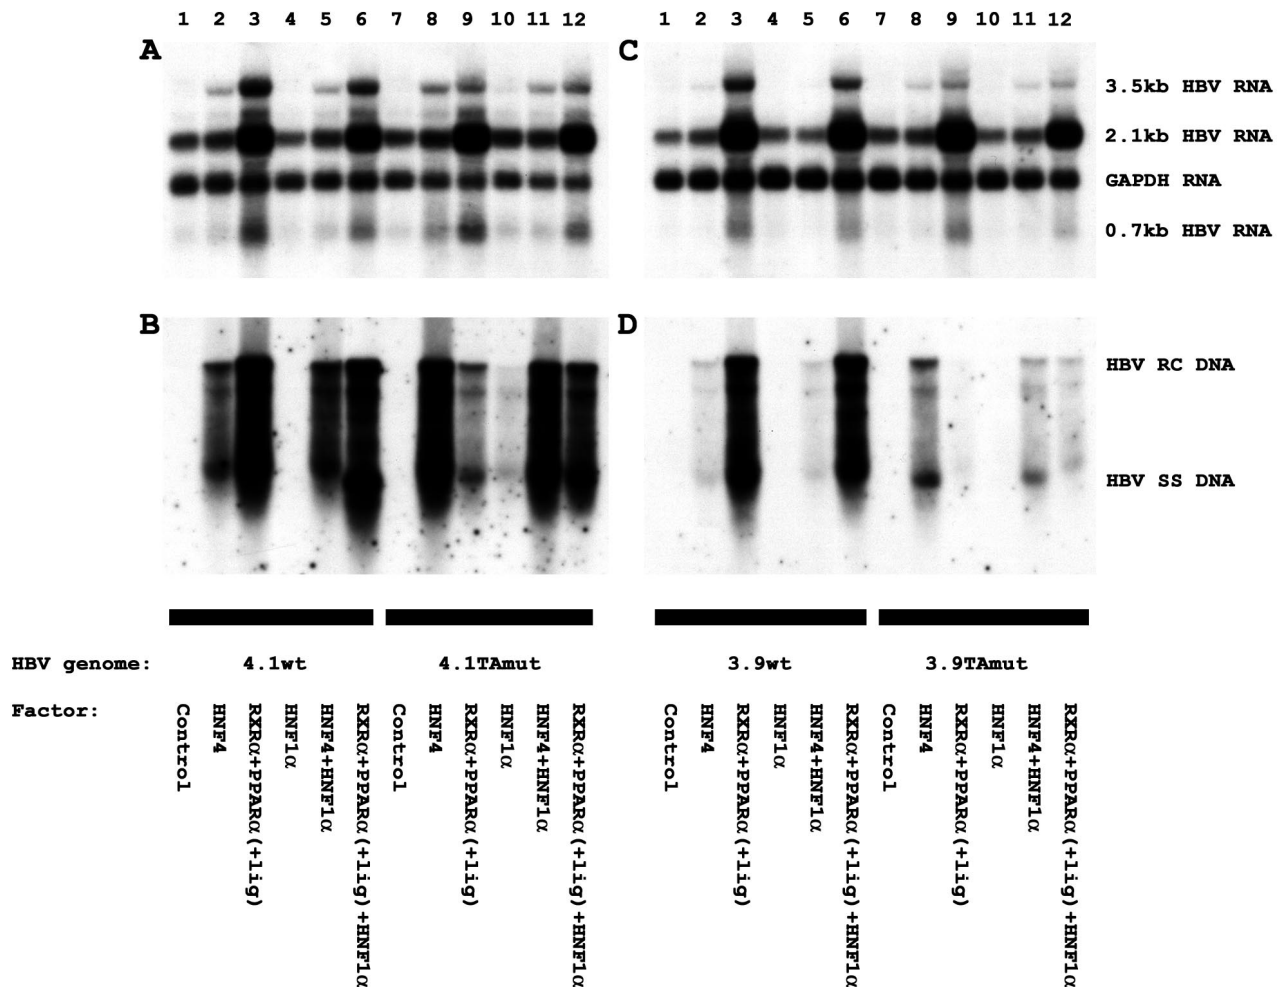 1 2 3 4 5 6 7 8 9 10 11 12 1 2 3 4 5 6 7 8 9 10 11 12
A C
3.5kb HBV RNA
2.1kb HBV RNA
GAPDH RNA
0.7kb HBV RNA
B D
HBV RC DNA
HBV SS DNA
HBV genome: 4.1wt 4.1TAmut 3.9wt 3.9TAmut
Factor:
Control
HNF4
RXRα+PPARα(+lig)
HNF1α
HNF4+HNF1α
RXRα+PPARα(+lig)+HNF1α
Control
HNF4
RXRα+PPARα(+lig)
HNF1α
HNF4+HNF1α
RXRα+PPARα(+lig)+HNF1α
Control
HNF4
RXRα+PPARα(+lig)
HNF1α
HNF4+HNF1α
RXRα+PPARα(+lig)+HNF1α
Control
HNF4
RXRα+PPARα(+lig)
HNF1α
HNF4+HNF1α
RXRα+PPARα(+lig)+HNF1α